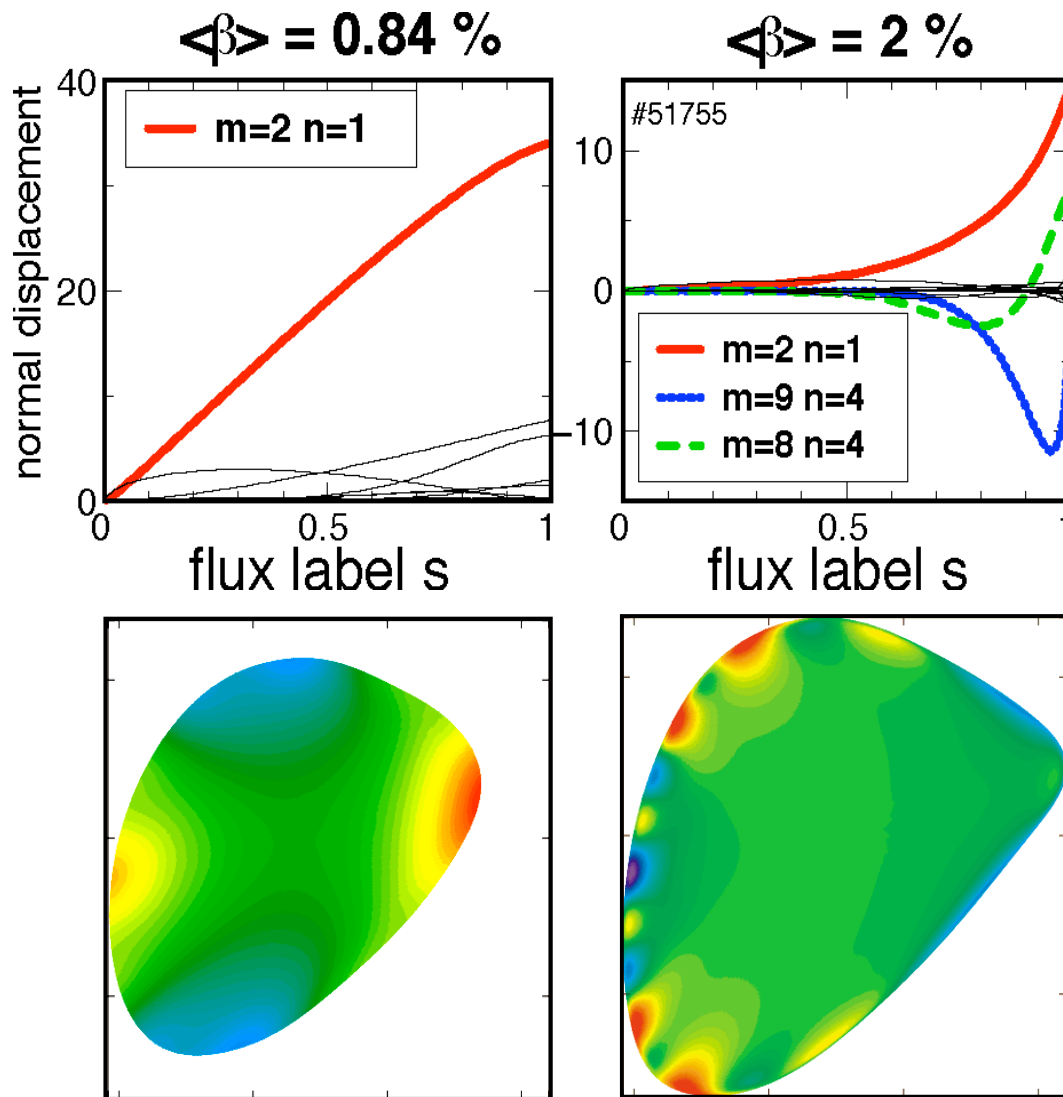 <β> = 0.84 %
<β> = 2 %
normal displacement
40
20
0
m=2 n=1
0
0.5
1
flux label s
#51755
10
0
-10
m=2 n=1
m=9 n=4
m=8 n=4
0
0.5
1
flux label s